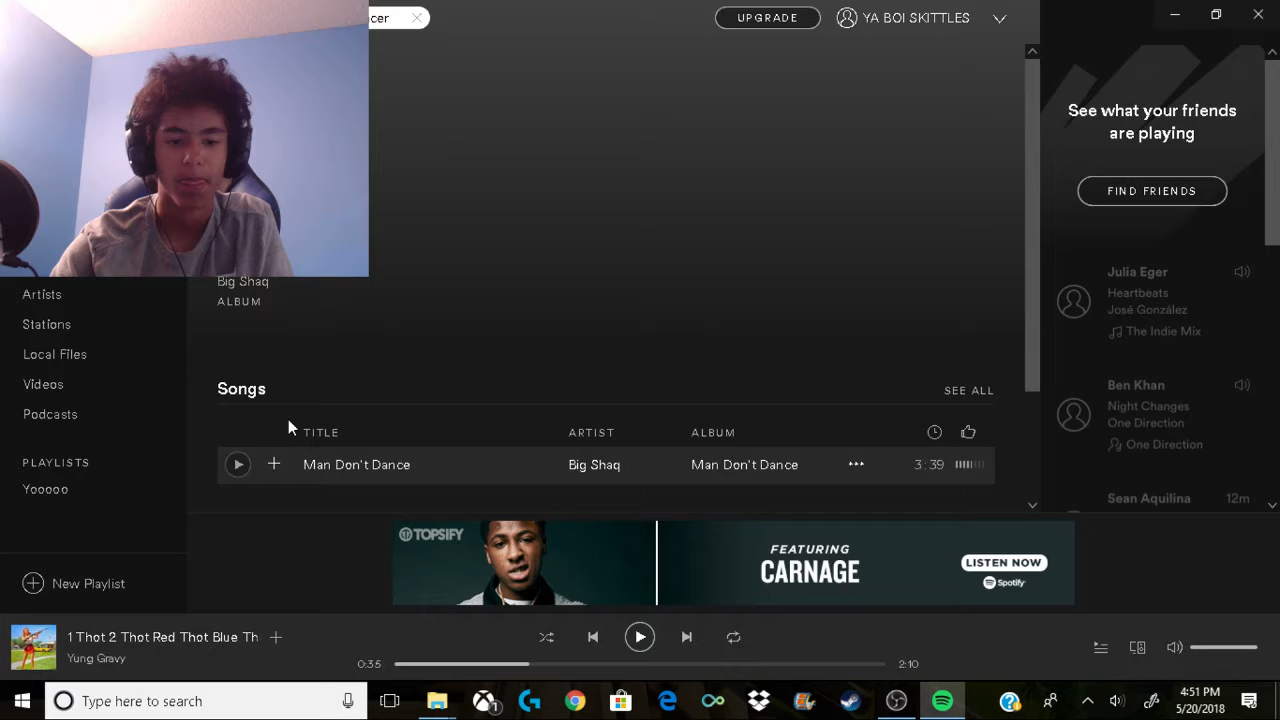 cer
UPGRADE
YA BOI SKITTLES
See what your friends
are playing
FIND FRIENDS
Big Shaq
ALBUM
Artists
Stations
Local Files
Videos
Podcasts
PLAYLISTS
Yooooo
New Playlist
Songs
SEE ALL
TITLE ARTIST ALBUM
Man Don't Dance Big Shaq Man Don't Dance 3:39
Julia Eger
Heartbeats
José González
The Indie Mix
Ben Khan
Night Changes
One Direction
One Direction
Sean Aquilina 12m
TOPSIFY
FEATURING
CARNAGE
LISTEN NOW
Spotify
1 Thot 2 Thot Red Thot Blue Th
Yung Gravy
0:35
2:10
Type here to search
1
4:51 PM
5/20/2018